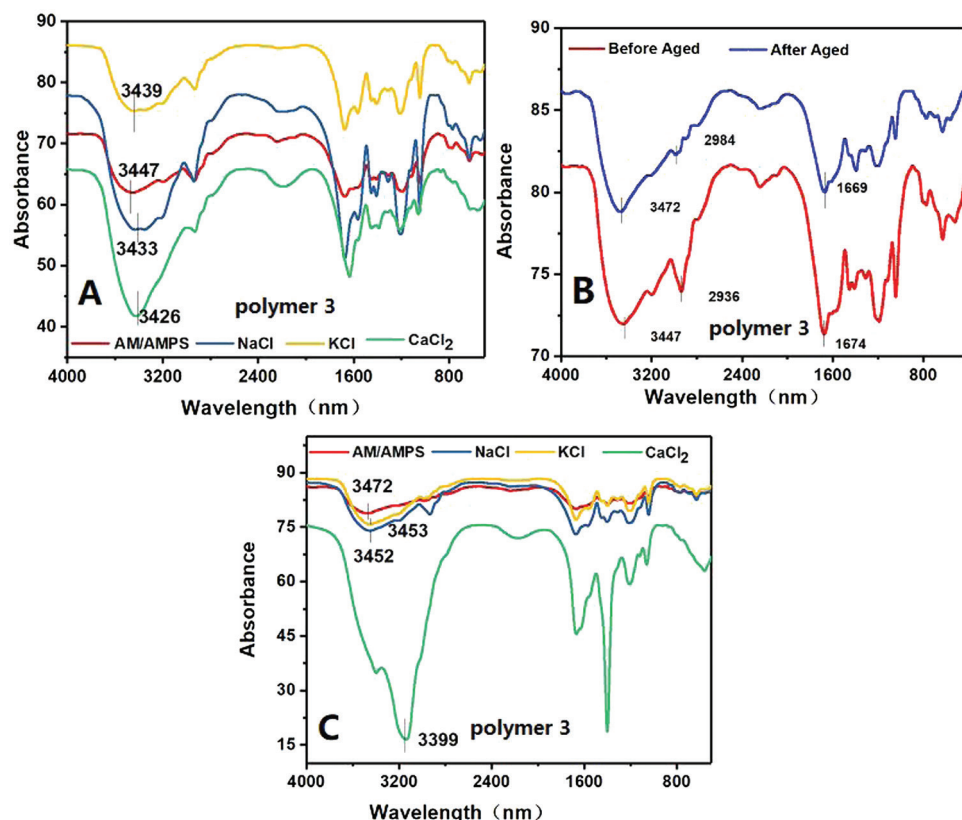 90
80
70
60
50
40
Absorbance
3439
3447
3433
3426
A
polymer 3
AM/AMPS NaCl KCl CaCl2
4000 3200 2400 1600 800
Wavelength（nm）
90
85
80
75
70
Absorbance
Before Aged After Aged
2984
3472
1669
B
2936
3447
polymer 3
1674
4000 3200 2400 1600 800
Wavelength（nm）
90
75
60
45
30
15
Absorbance
AM/AMPS NaCl KCl CaCl2
3472
3453
3452
C
polymer 3
3399
4000 3200 2400 1600 800
Wavelength（nm）